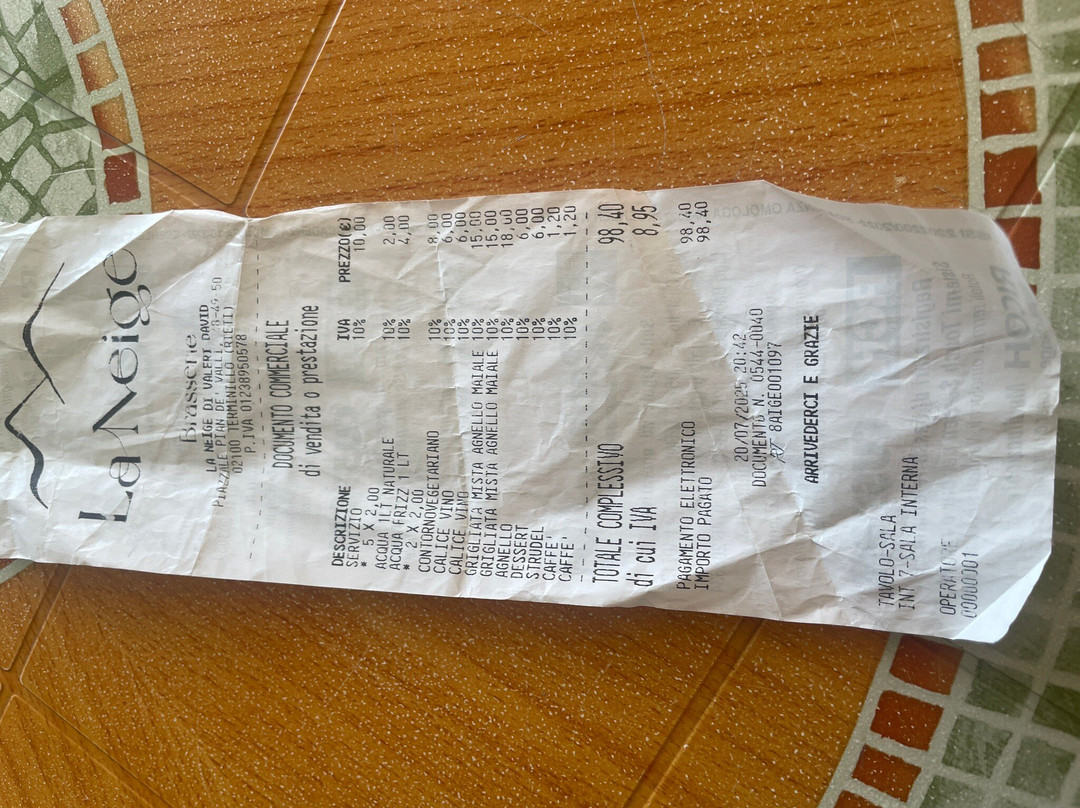 La Neige
Brasserie
LA NEIGE DI VALERI DAVID
PIAZZALE PIAN DE' VALLI, 50
02100 TERMINILLO (RIETI)
P.IVA 01238950578
DOCUMENTO COMMERCIALE
di vendita o prestazione
DESCRIZIONE IVA PREZZO(€)
SERVIZIO 10% 10,00
* 5 X 2,00
ACQUA 1LT NATURALE 10% 2,00
ACQUA FRIZZ 1 LT 10% 4,00
* 2 X 2,00
CONTORNOVEGETARIANO 10% 8,00
CALICE VINO 10% 6,00
CALICE VINO 10% 6,00
GRIGLIATA MISTA AGNELLO MAIALE 10% 15,00
GRIGLIATA MISTA AGNELLO MAIALE 10% 15,00
AGNELLO 10% 18,00
DESSERT 10% 6,00
STRUDEL 10% 6,00
CAFFE' 10% 1,20
CAFFE' 10% 1,20
TOTALE COMPLESSIVO 98,40
di cui IVA 8,95
PAGAMENTO ELETTRONICO 98,40
IMPORTO PAGATO 98,40
20/07/2025 20:42
DOCUMENTO N. 0544-0040
RT 8AIGE001097
ARRIVEDERCI E GRAZIE
TAVOLO-SALA
INT 7-SALA INTERNA
OPERATORE
00000001